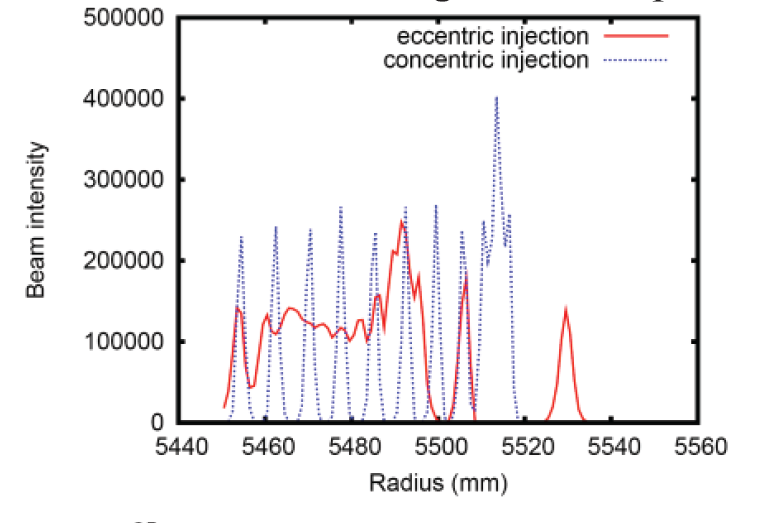 500000
eccentric injection
concentric injection
400000
300000
200000
100000
0
Beam intensity
5440 5460 5480 5500 5520 5540 5560
Radius (mm)